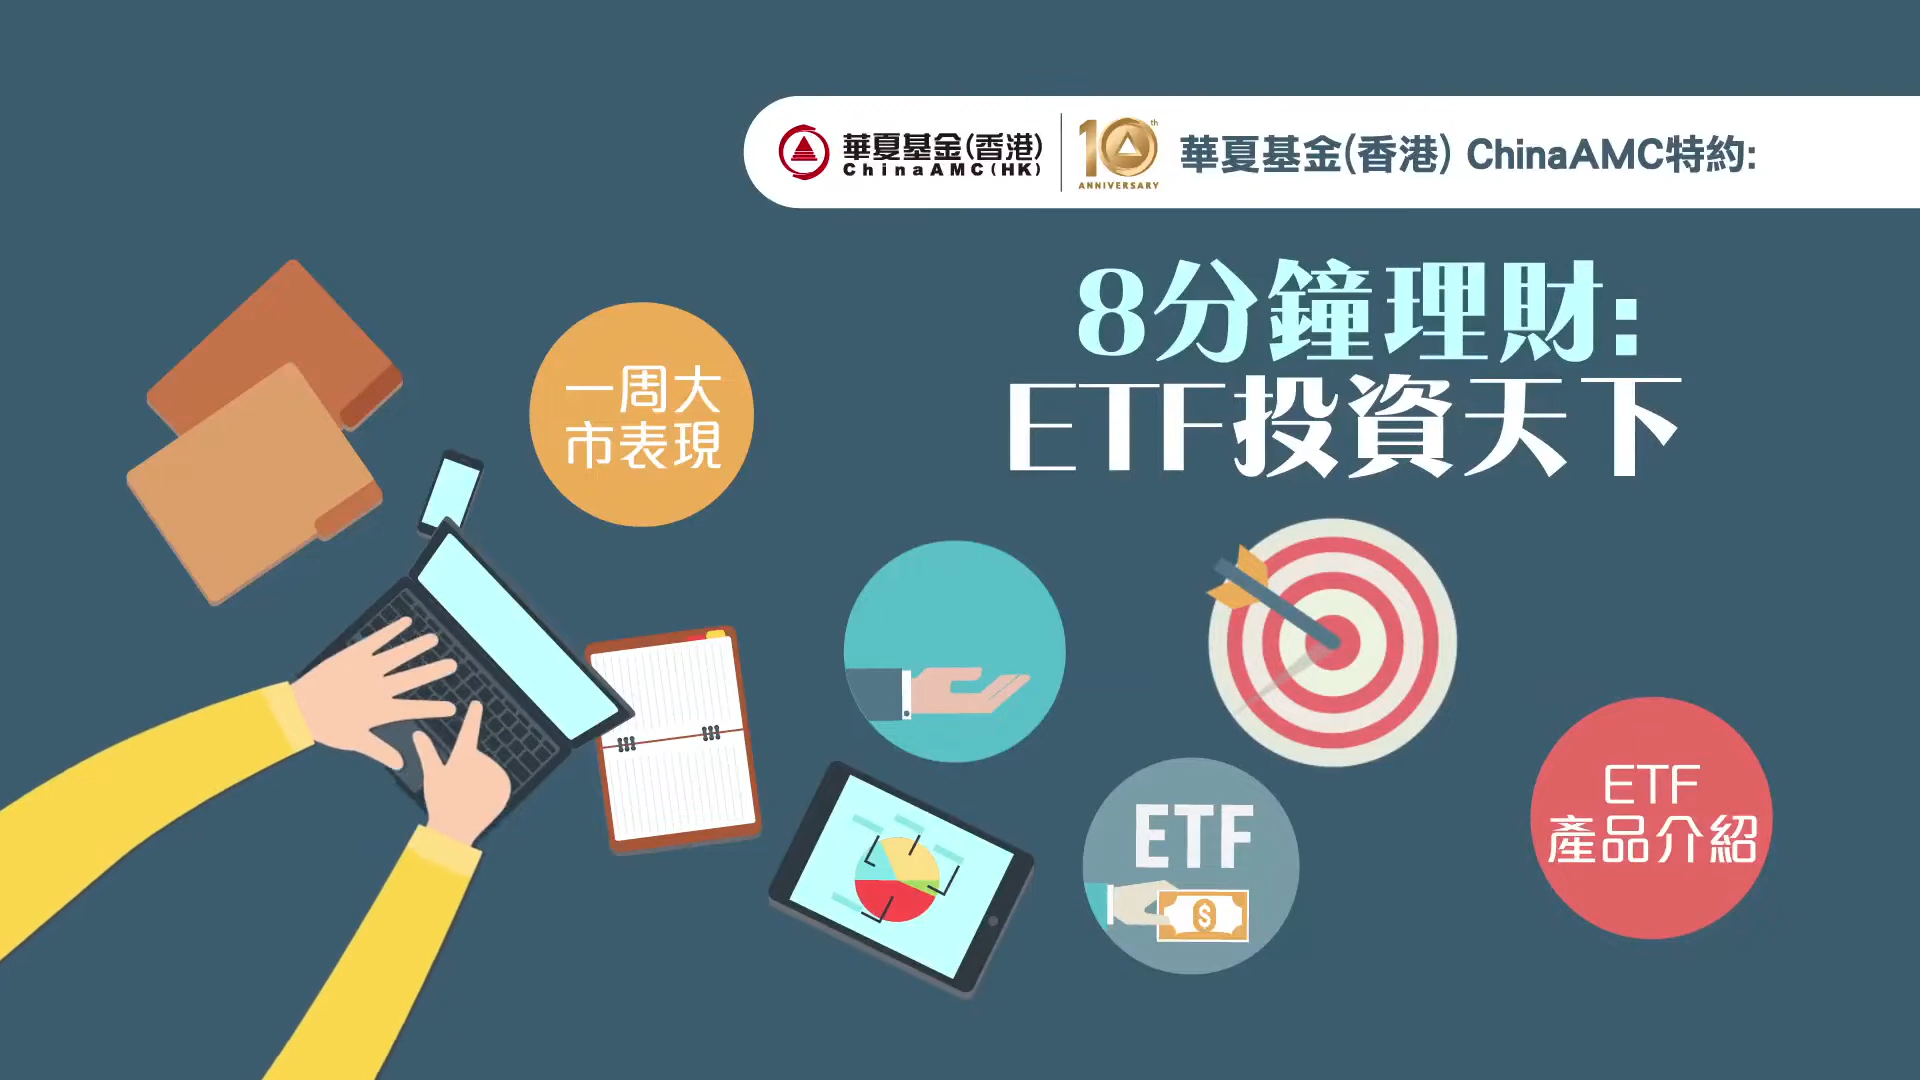 華夏基金(香港)
ChinaAMC(HK)
10th
ANNIVERSARY
華夏基金(香港) ChinaAMC特約:
8分鐘理財:
ETF投資天下
一周大
市表現
ETF
$
ETF
產品介紹